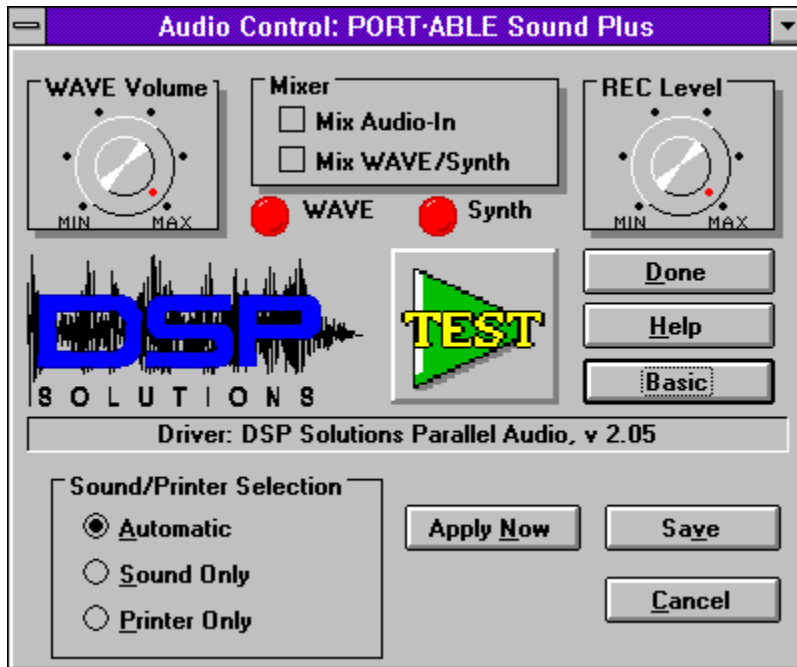 Audio Control: PORT·ABLE Sound Plus
WAVE Volume
MIN MAX
Mixer
Mix Audio-In
Mix WAVE/Synth
WAVE Synth
REC Level
MIN MAX
DSP
SOLUTIONS
TEST
Done
Help
Basic
Driver: DSP Solutions Parallel Audio, v 2.05
Sound/Printer Selection
Automatic
Sound Only
Printer Only
Apply Now
Save
Cancel